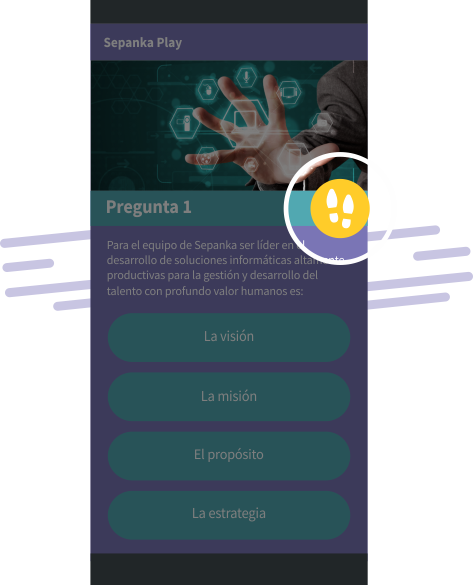 Sepanka Play
Pregunta 1
Para el equipo de Sepanka ser líder en el
desarrollo de soluciones informáticas altamente
productivas para la gestión y desarrollo del
talento con profundo valor humanos es:
La visión
La misión
El propósito
La estrategia